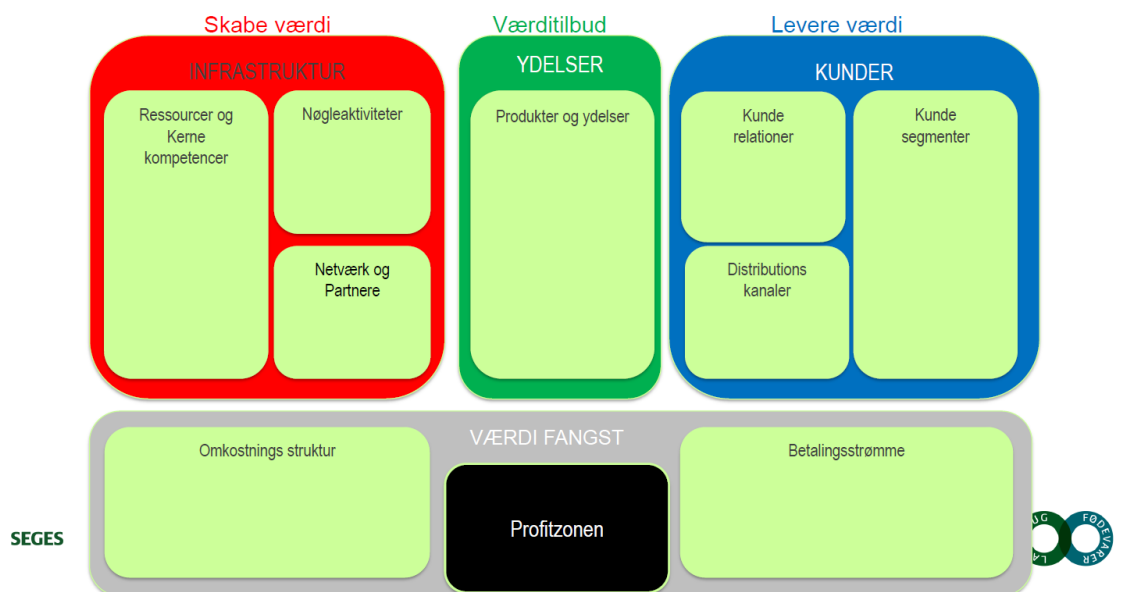 Skabe værdi
Værditilbud
Levere værdi
INFRASTRUKTUR
YDELSER
KUNDER
Ressourcer og
Kerne
kompetencer
Nøgleaktiviteter
Netværk og
Partnere
Produkter og ydelser
Kunde
relationer
Distributions
kanaler
Kunde
segmenter
VÆRDI FANGST
Omkostnings struktur
Profitzonen
Betalingsstrømme
SEGES
FØDEVARER